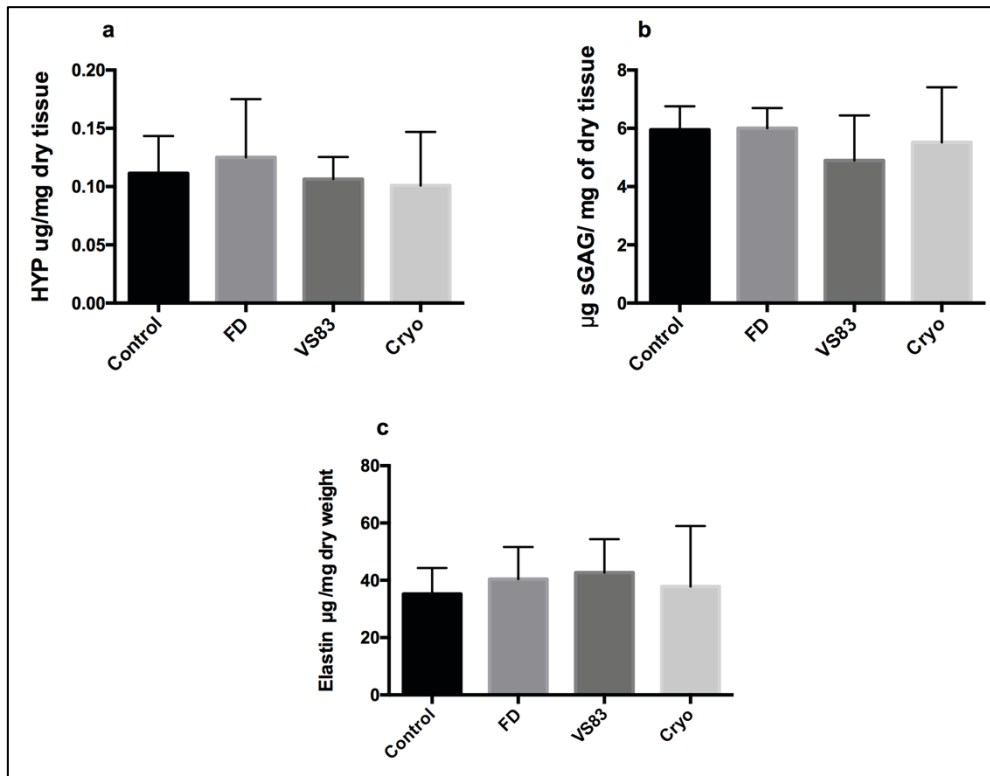 a
HYP ug/mg dry tissue
0.20
0.15
0.10
0.05
0.00
Control
FD
VS83
Cryo
b
µg sGAG/ mg of dry tissue
8
6
4
2
0
Control
FD
VS83
Cryo
c
Elastin µg/mg dry weight
80
60
40
20
0
Control
FD
VS83
Cryo